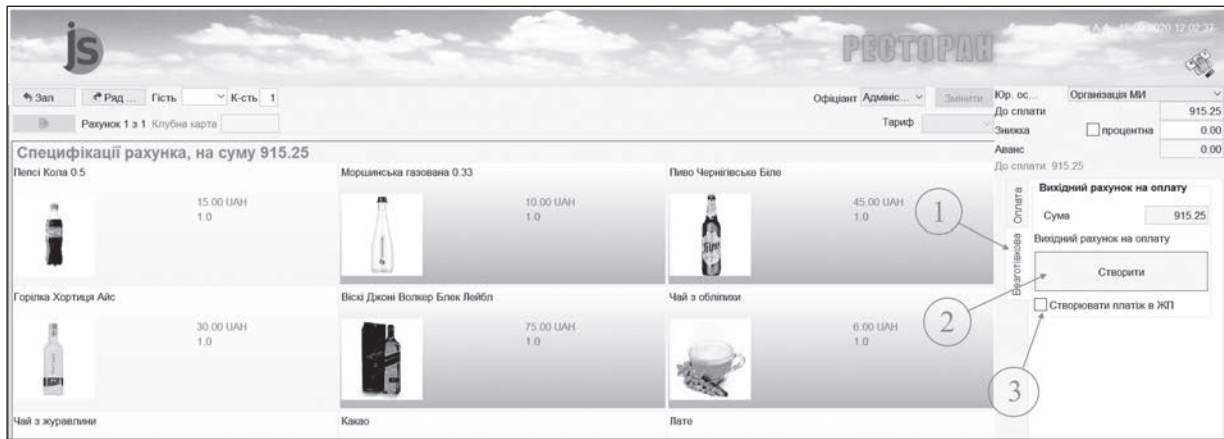 js
РЕСТОРАН
12:02:37
Зал
Ряд ...
Гість
К-сть 1
Офіціант Адмініс...
Змінити
Юр. ос...
Організація МИ
До сплати
915.25
Рахунок 1 з 1 Клубна карта
Тариф
Знижка
процентна
0.00
Аванс
0.00
До сплати: 915.25
Специфікації рахунка, на суму 915.25
Пепсі Кола 0.5
15.00 UAH
1.0
Моршинська газована 0.33
10.00 UAH
1.0
Пиво Чернігівське Біле
45.00 UAH
1.0
1
Оплата
Безготівкова
Вихідний рахунок на оплату
Сума
915.25
Вихідний рахунок на оплату
Створити
2
Створювати платіж в ЖП
3
Горілка Хортиця Айс
30.00 UAH
1.0
Віскі Джоні Волкер Блек Лейбл
75.00 UAH
1.0
Чай з обліпихи
6.00 UAH
1.0
Чай з журавлини
Какао
Лате